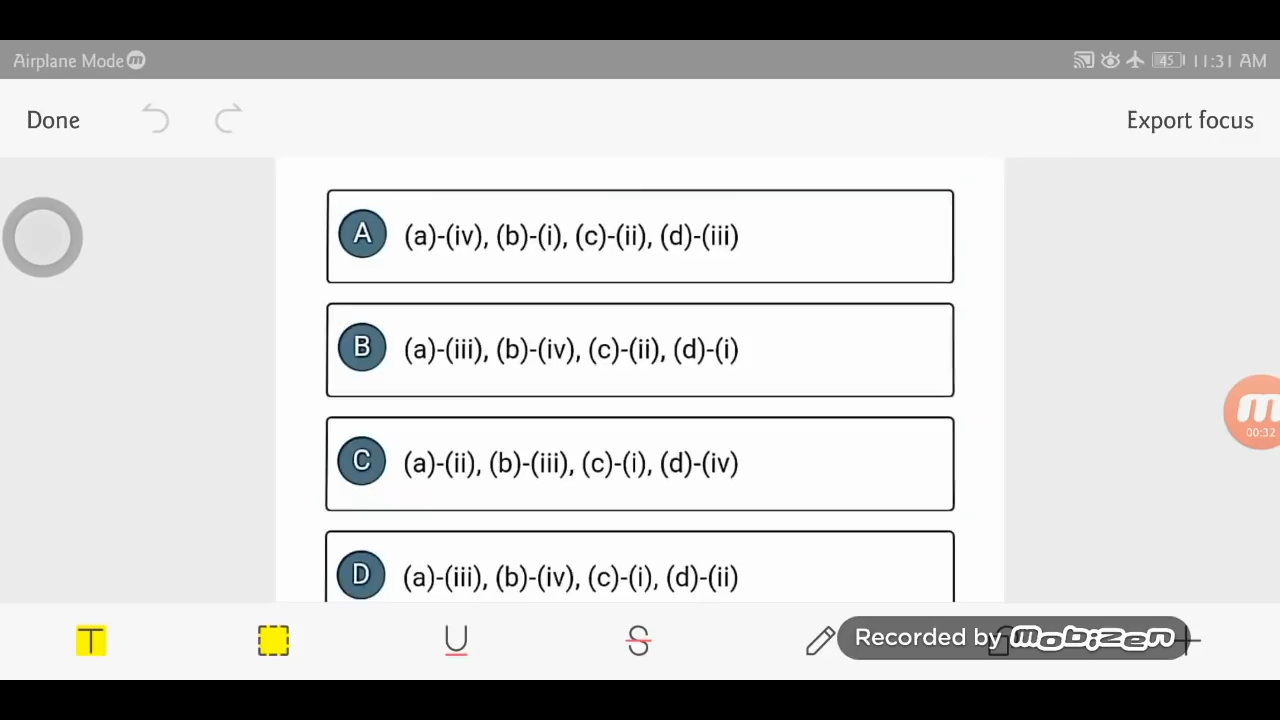 Airplane Mode
45 11:31 AM
Done
Export focus
A (a)-(iv), (b)-(i), (c)-(ii), (d)-(iii)
B (a)-(iii), (b)-(iv), (c)-(ii), (d)-(i)
C (a)-(ii), (b)-(iii), (c)-(i), (d)-(iv)
D (a)-(iii), (b)-(iv), (c)-(i), (d)-(ii)
00:32
T
U
S
Recorded by mobizen